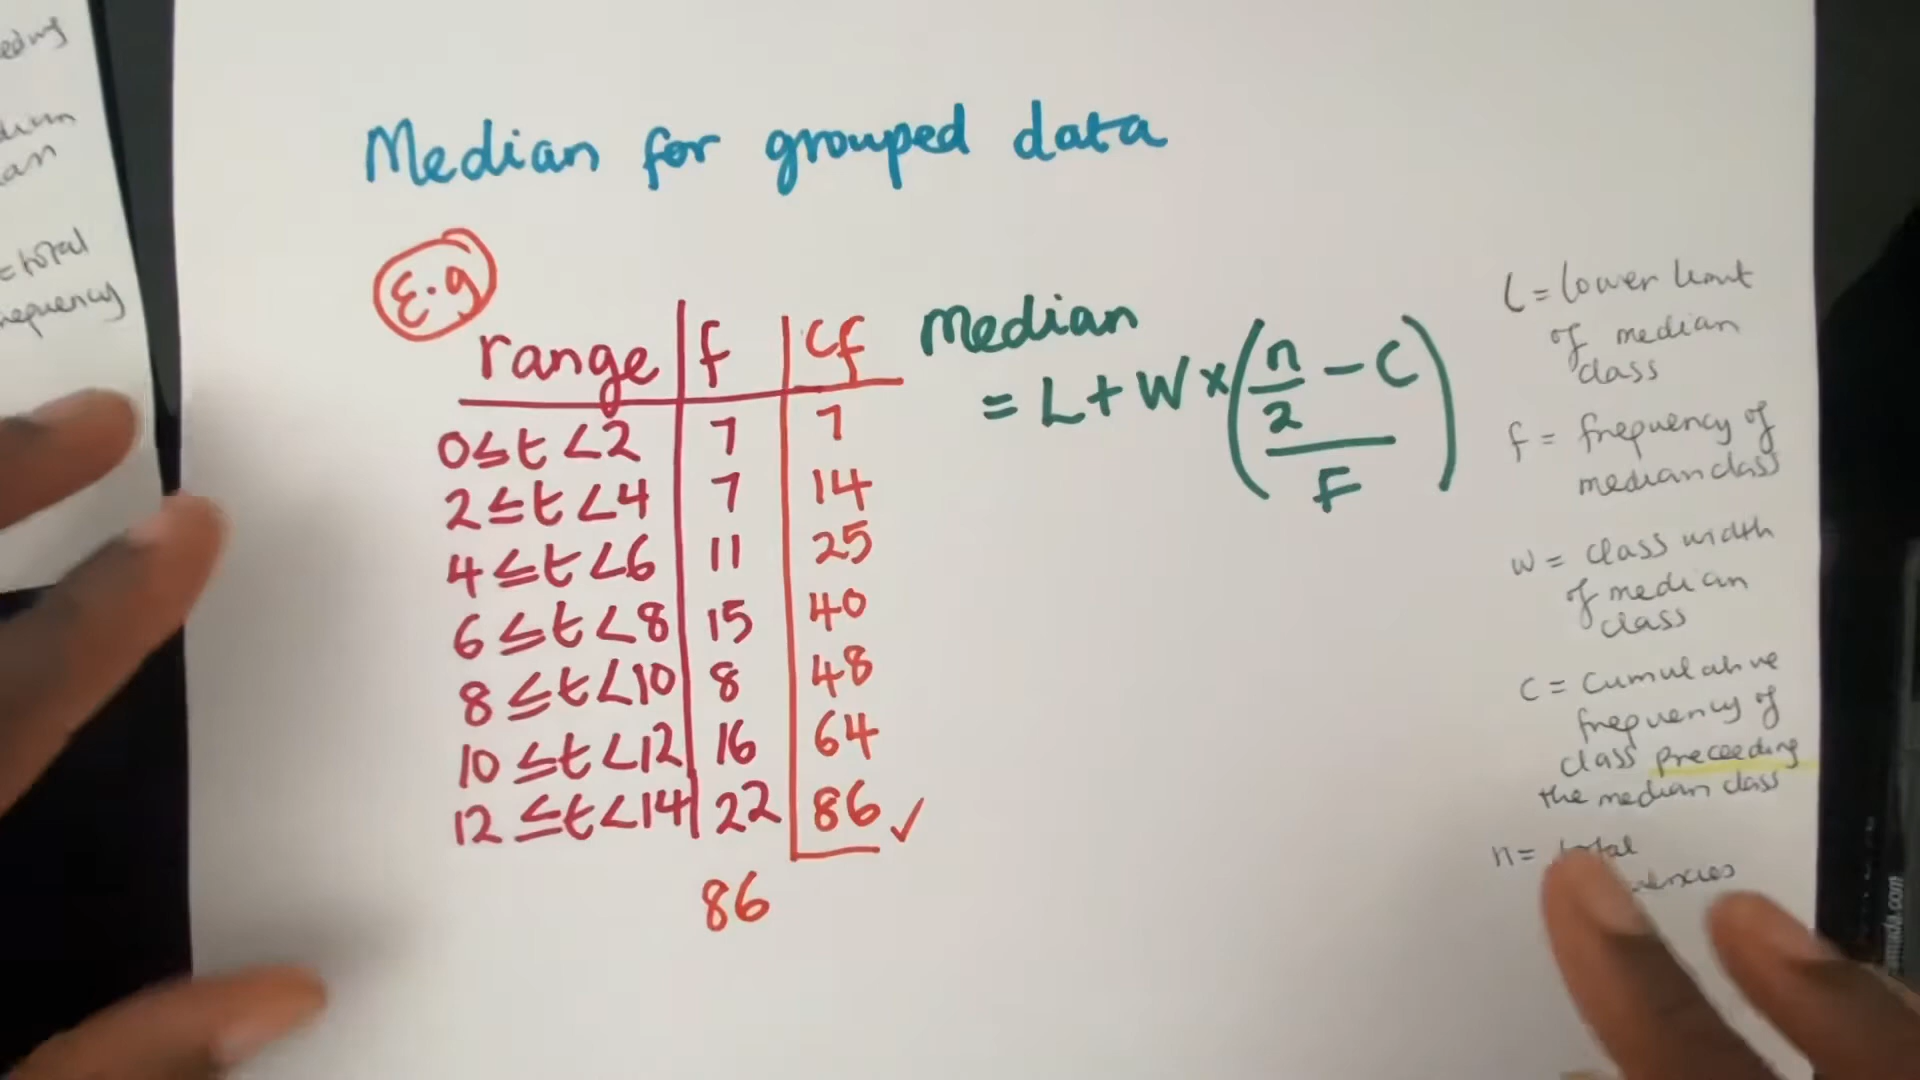 = total
Median for grouped data
E.g
range f cf
0≤t<2 7 7
2≤t<4 7 14
4≤t<6 11 25
6≤t<8 15 40
8≤t<10 8 48
10≤t<12 16 64
12≤t<14 22 86 ✓
86
Median
= L + W × (n/2 - C
F)
L = lower limit
of median
class
f = frequency of
median class
w = class width
of median
class
C = cumulative
frequency of
class preceeding
the median class
n = total